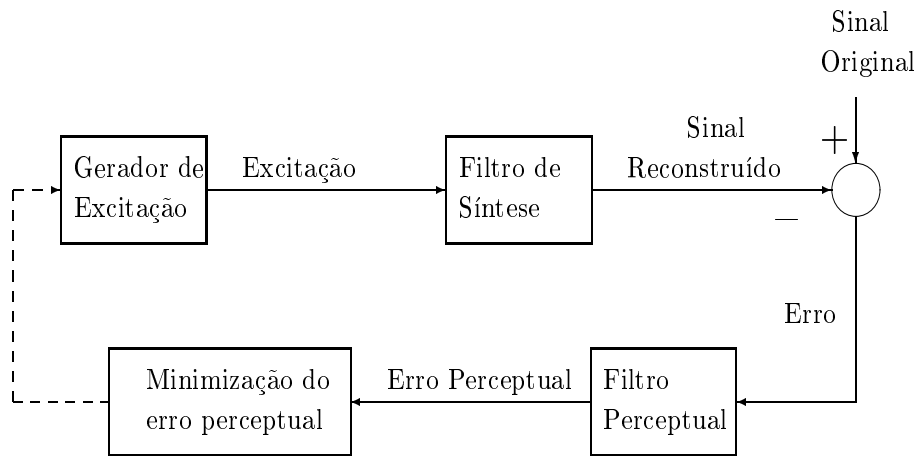 Sinal
Original
+
Gerador de
Excitação
Excitação
Filtro de
Síntese
Sinal
Reconstruído
−
Erro
Minimização do
erro perceptual
Erro Perceptual
Filtro
Perceptual